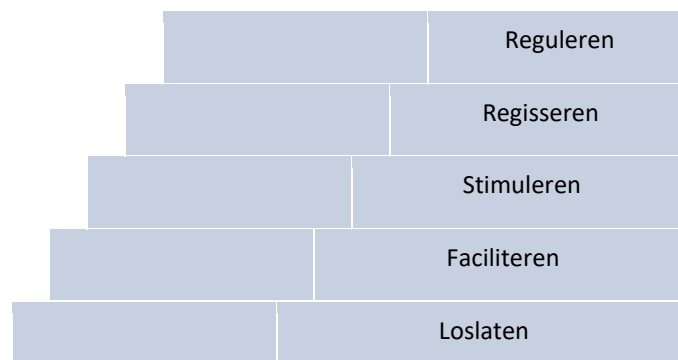 Reguleren
Regisseren
Stimuleren
Faciliteren
Loslaten